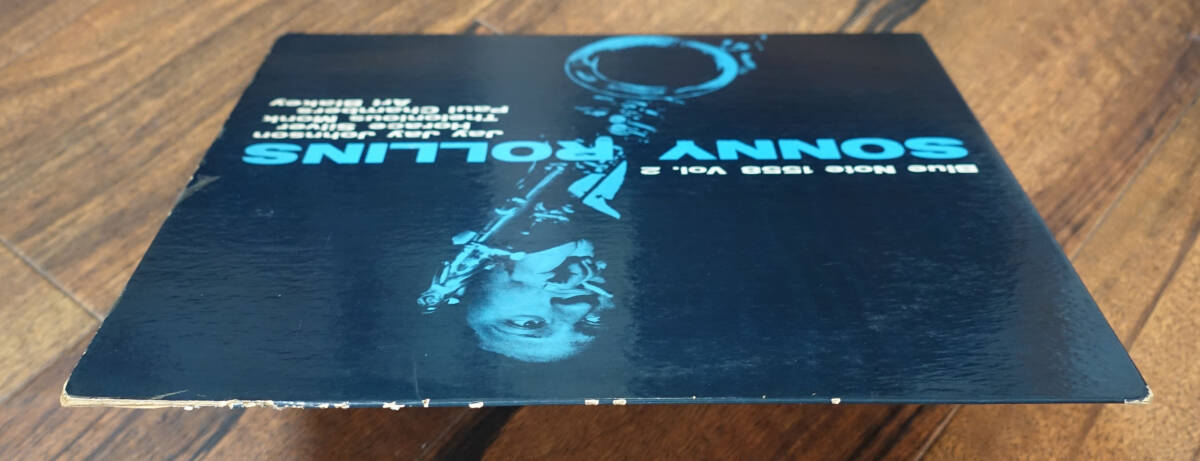 Blue Note 1558 Vol. 2
SONNY ROLLINS
Jay Jay Johnson
Horace Silver
Thelonious Monk
Paul Chambers
Art Blakey